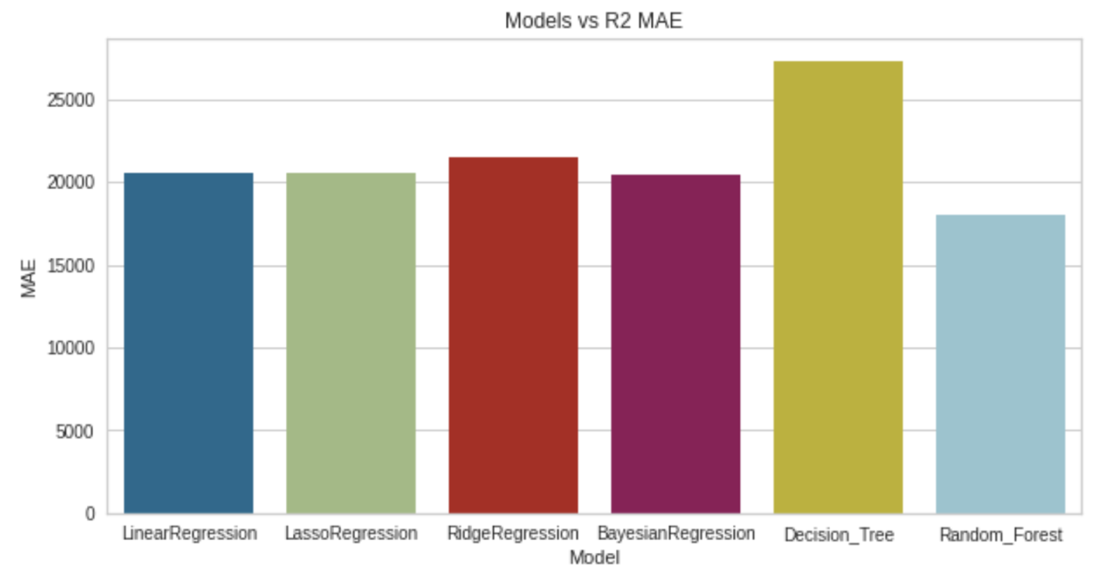 Models vs R2 MAE
25000
20000
15000
10000
5000
0
MAE
LinearRegression LassoRegression RidgeRegression BayesianRegression Decision_Tree Random_Forest
Model